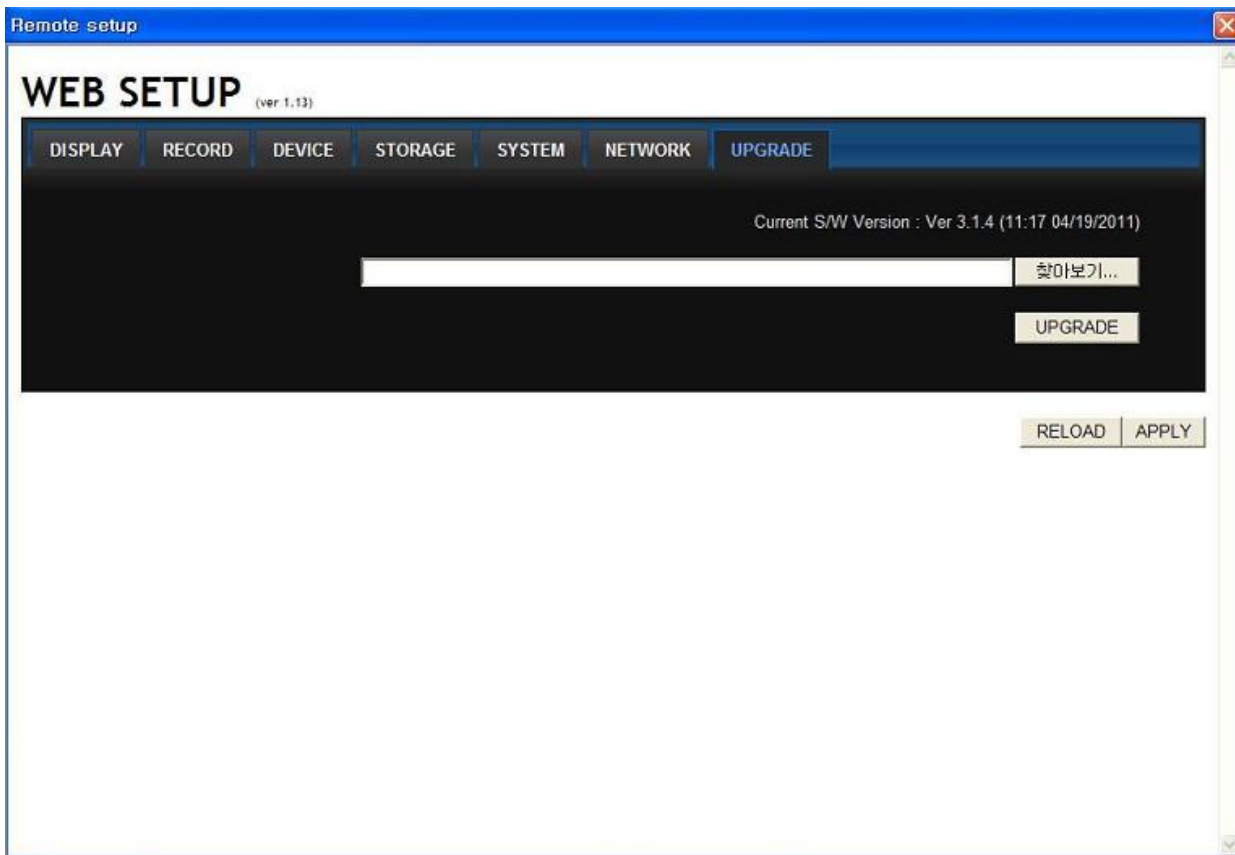 Remote setup
WEB SETUP (ver 1.13)
DISPLAY RECORD DEVICE STORAGE SYSTEM NETWORK UPGRADE
Current S/W Version : Ver 3.1.4 (11:17 04/19/2011)
찾아보기...
UPGRADE
RELOAD APPLY